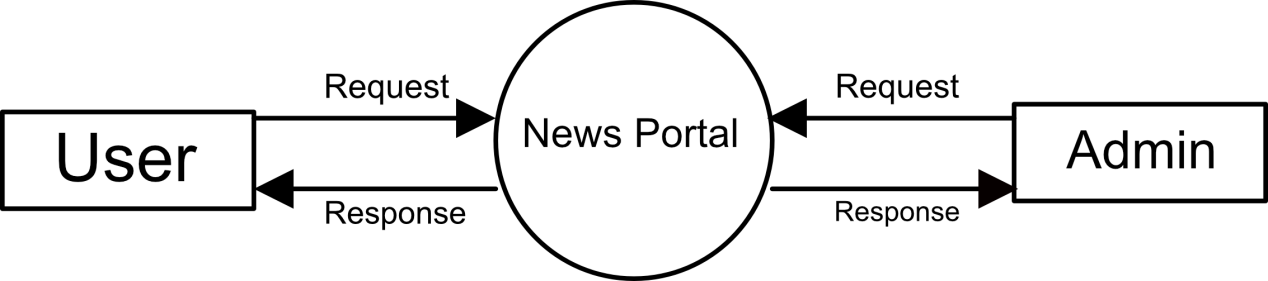 Request
Request
User
News Portal
Admin
Response
Response